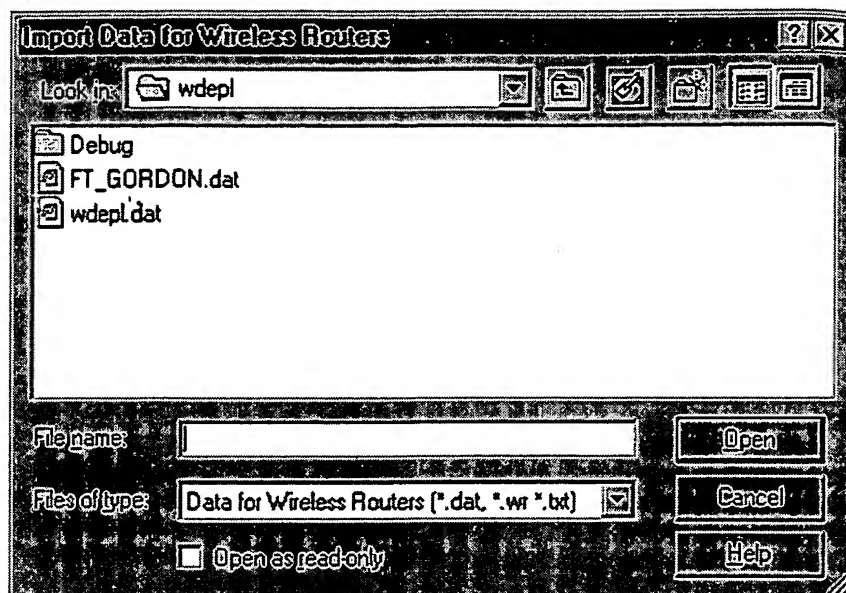 Import Data for Wireless Routers
Look in: wdepl
Debug
FT_GORDON.dat
wdepl.dat
File name:
Open
Files of type: Data for Wireless Routers (*.dat, *.wr *.txt)
Cancel
Open as read-only
Help